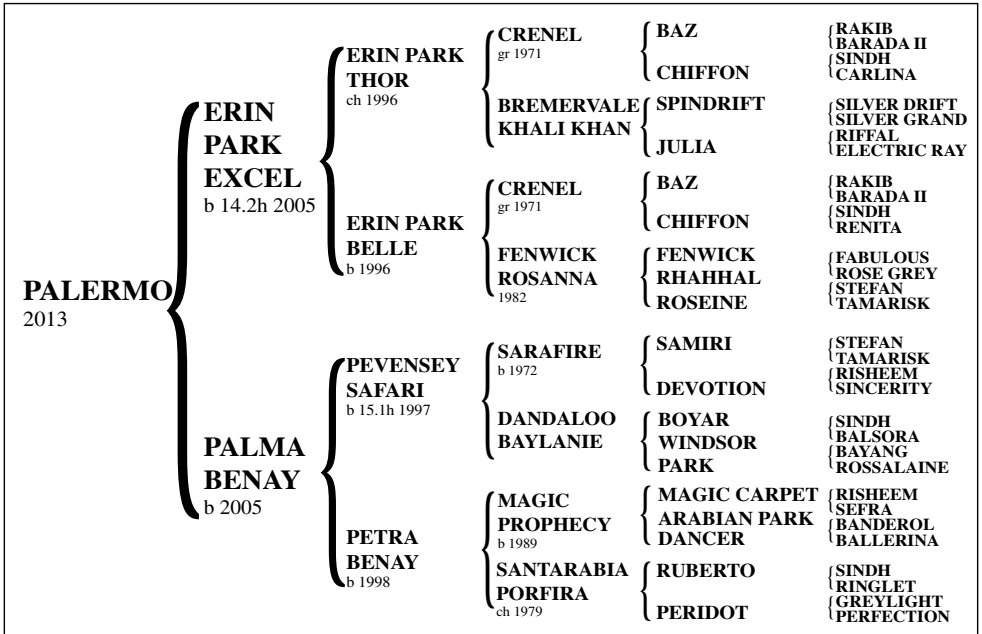 PALERMO
2013
ERIN
PARK
EXCEL
b 14.2h 2005
PALMA
BENAY
b 2005
ERIN PARK
THOR
ch 1996
ERIN PARK
BELLE
b 1996
PEVENSEY
SAFARI
b 15.1h 1997
PETRA
BENAY
b 1998
CRENEL
gr 1971
BREMERVALE
KHALI KHAN
CRENEL
gr 1971
FENWICK
ROSANNA
1982
SARAFIRE
b 1972
DANDALOO
BAYLANIE
MAGIC
PROPHECY
b 1989
SANTARABIA
PORFIRA
ch 1979
BAZ
CHIFFON
SPINDRIFT
JULIA
BAZ
CHIFFON
FENWICK
RHAHHAL
ROSEINE
SAMIRI
DEVOTION
BOYAR
WINDSOR
PARK
MAGIC CARPET
ARABIAN PARK
DANCER
RUBERTO
PERIDOT
RAKIB
BARADA II
SINDH
CARLINA
SILVER DRIFT
SILVER GRAND
RIFFAL
ELECTRIC RAY
RAKIB
BARADA II
SINDH
RENITA
FABULOUS
ROSE GREY
STEFAN
TAMARISK
STEFAN
TAMARISK
RISHEEM
SINCERITY
SINDH
BALSORA
BAYANG
ROSSALAINE
RISHEEM
SEFRA
BANDEROL
BALLERINA
SINDH
RINGLET
GREYLIGHT
PERFECTION